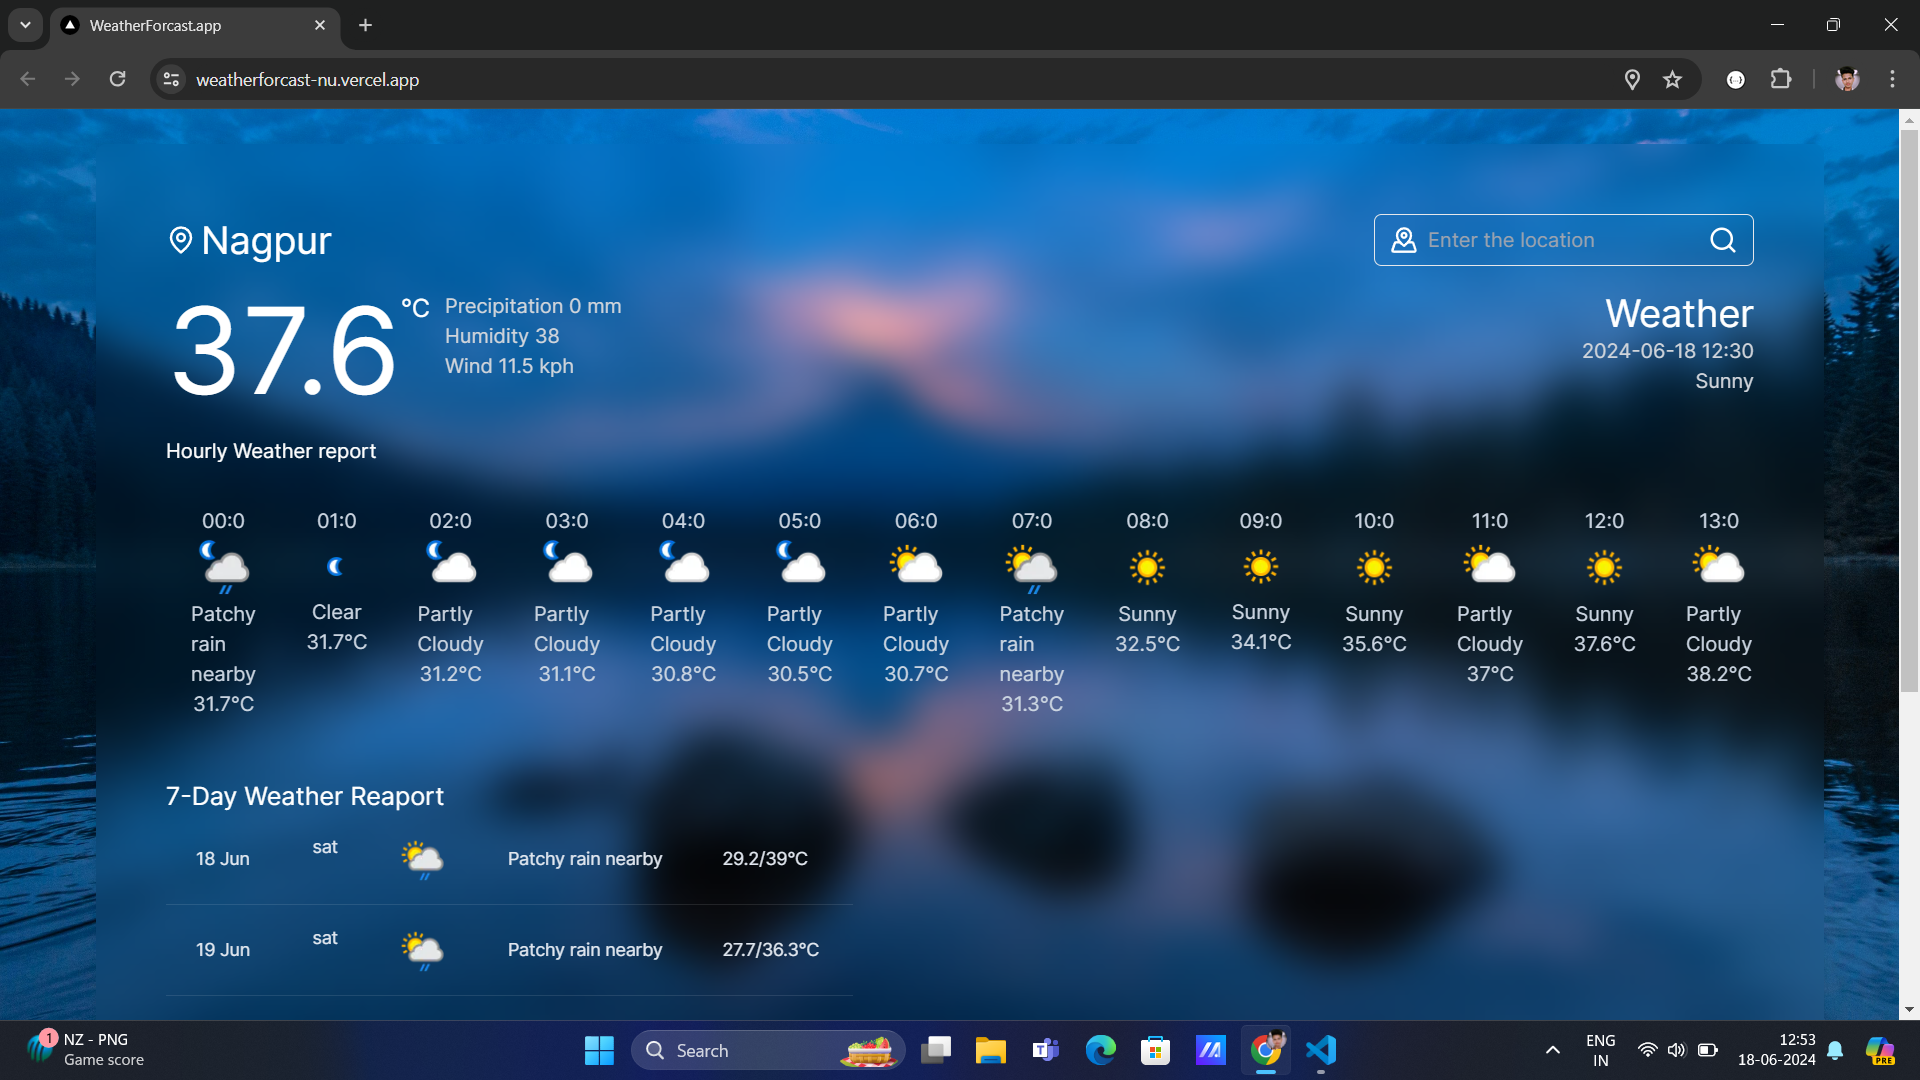 WeatherForcast.app
weatherforcast-nu.vercel.app
Nagpur
Enter the location
37.6 °C
Precipitation 0 mm
Humidity 38
Wind 11.5 kph
Weather
2024-06-18 12:30
Sunny
Hourly Weather report
00:0 01:0 02:0 03:0 04:0 05:0 06:0 07:0 08:0 09:0 10:0 11:0 12:0 13:0
Patchy Clear Partly Partly Partly Partly Partly Patchy Sunny Sunny Sunny Partly Sunny Partly
rain 31.7°C Cloudy Cloudy Cloudy Cloudy Cloudy rain 32.5°C 34.1°C 35.6°C Cloudy 37.6°C Cloudy
nearby 31.2°C 31.1°C 30.8°C 30.5°C 30.7°C nearby 37°C 38.2°C
31.7°C 31.3°C
7-Day Weather Reaport
18 Jun sat Patchy rain nearby 29.2/39°C
19 Jun sat Patchy rain nearby 27.7/36.3°C
1 NZ - PNG
Game score
Search
ENG
IN
12:53
18-06-2024
PRE